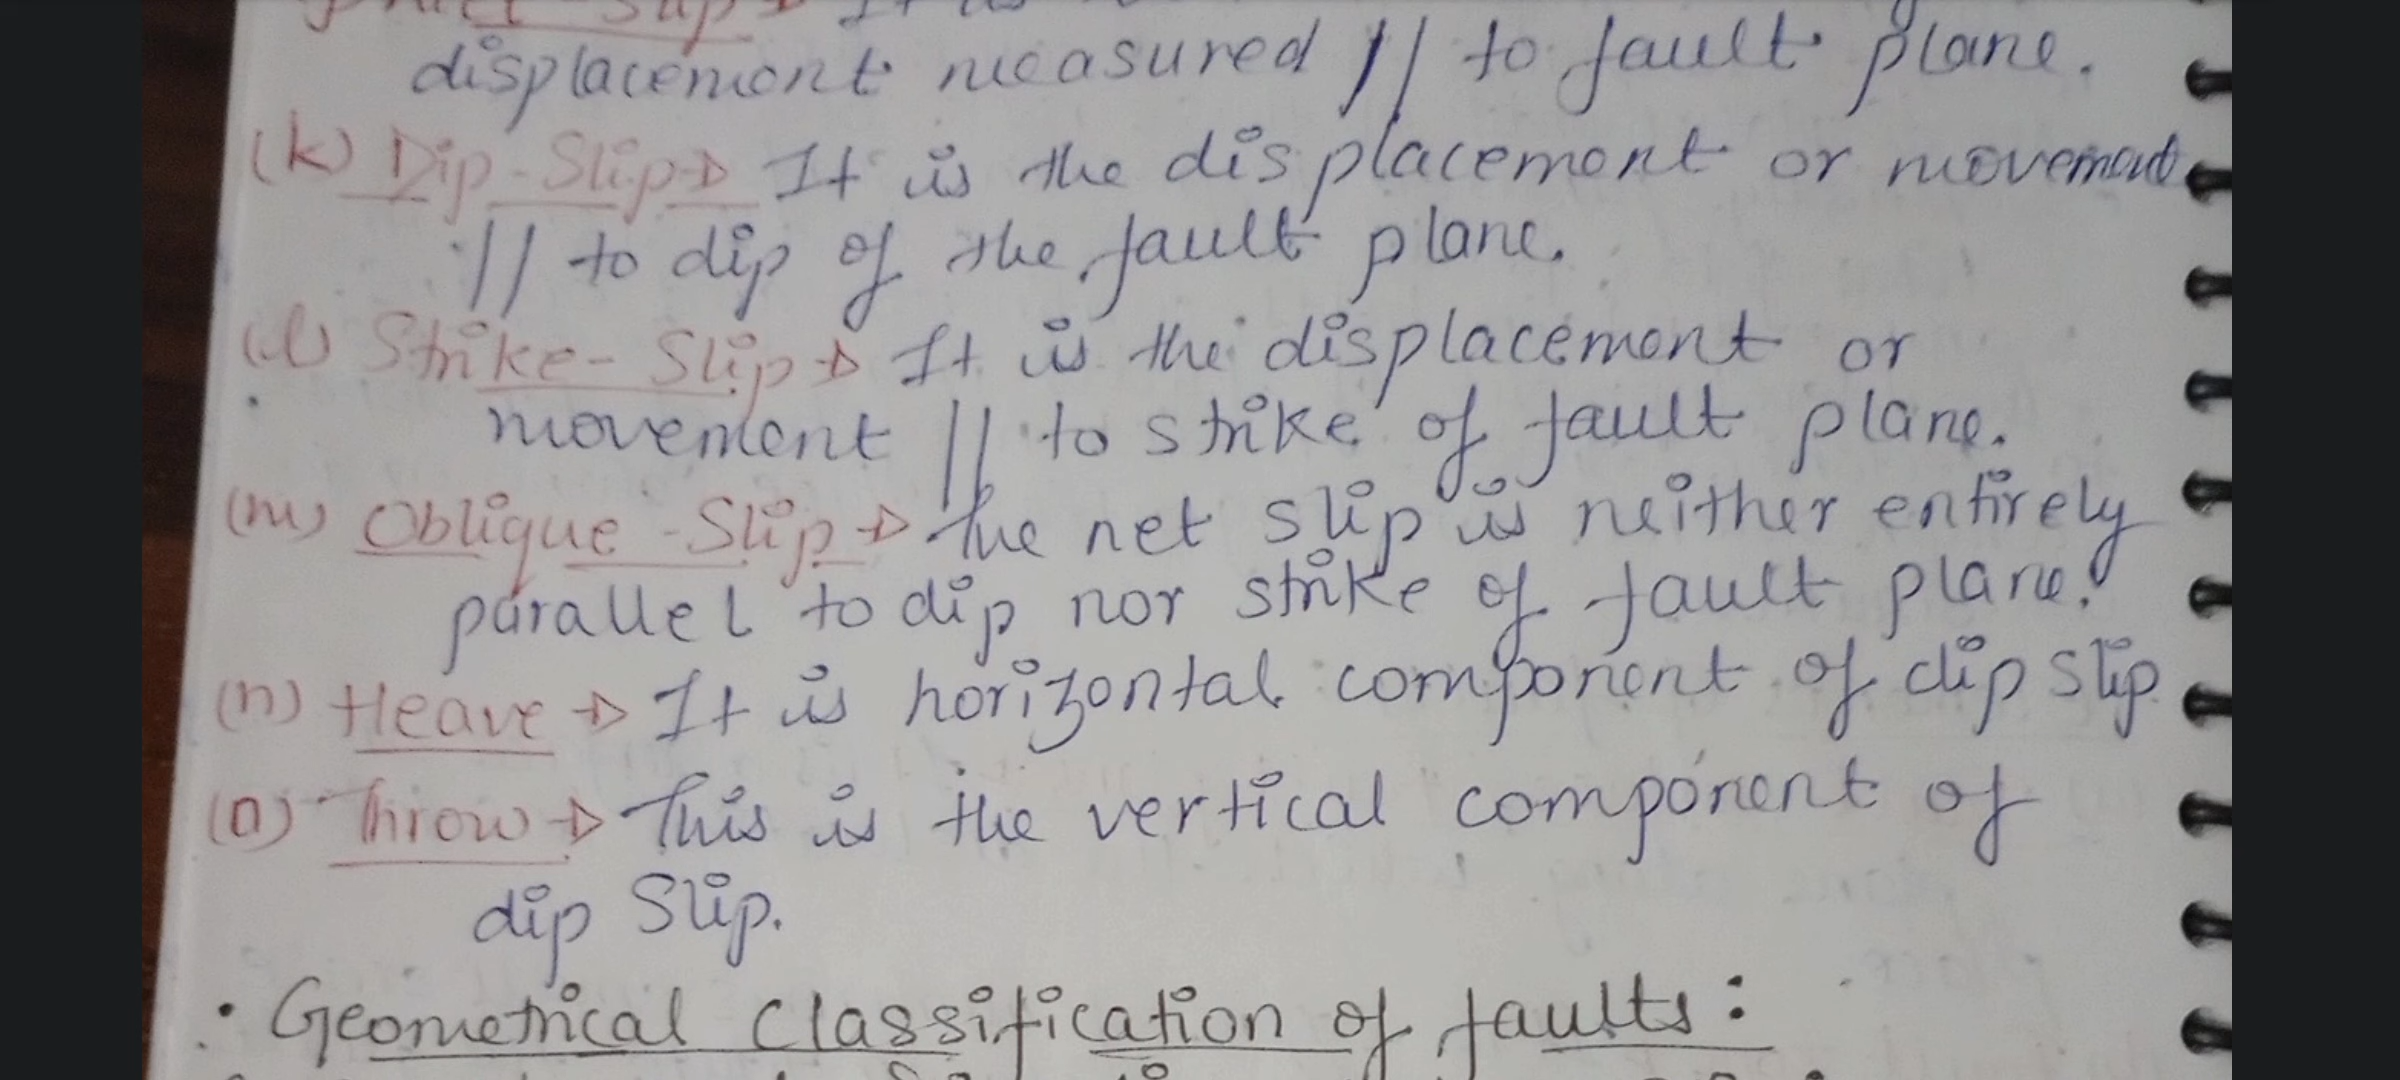 Slip → It is
displacement measured // to fault plane.
(k) Dip-Slip → It is the displacement or movement
// to dip of the fault plane.
(l) Strike-Slip → It is the displacement or
movement // to strike of fault plane.
(m) Oblique-Slip → The net slip is neither entirely
parallel to dip nor strike of fault plane.
(n) Heave → It is horizontal component of dip slip
(o) Throw → This is the vertical component of
dip Slip.
• Geometrical classification of faults: